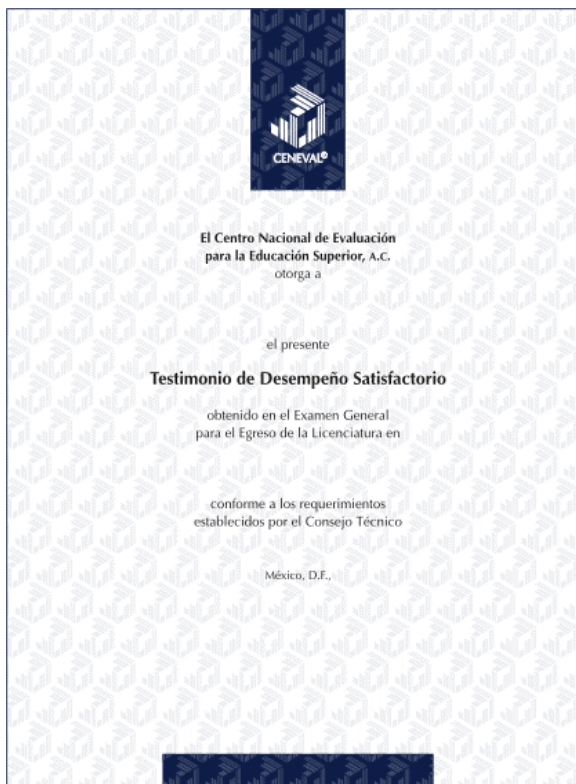 CENEVAL®
El Centro Nacional de Evaluación
para la Educación Superior, A.C.
otorga a
el presente
Testimonio de Desempeño Satisfactorio
obtenido en el Examen General
para el Egreso de la Licenciatura en
conforme a los requerimientos
establecidos por el Consejo Técnico
México, D.F.,